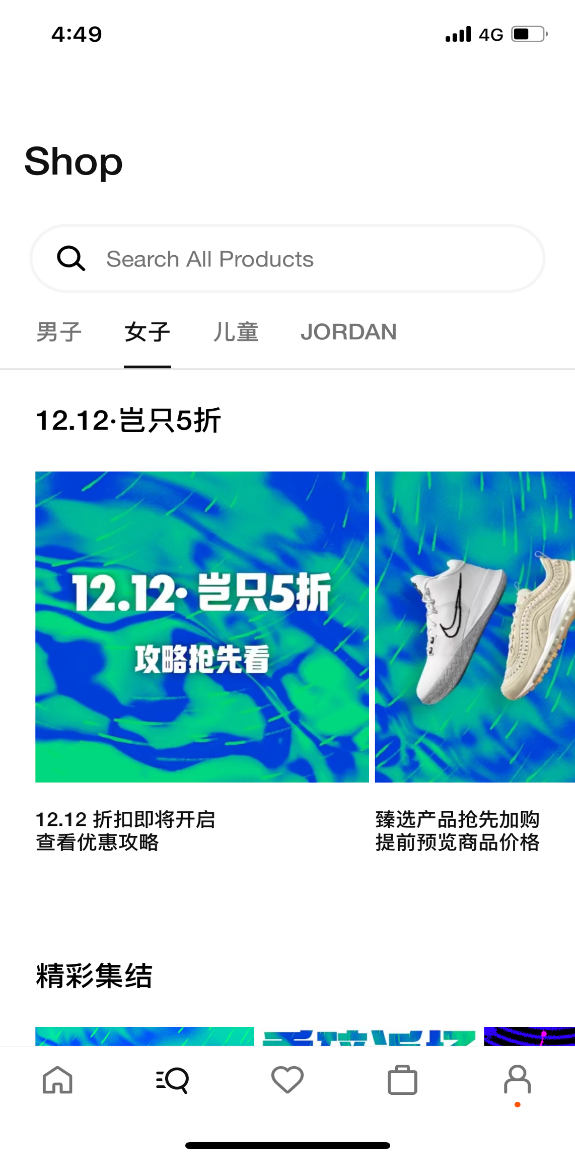 4:49
4G
Shop
Search All Products
男子
女子
儿童
JORDAN
12.12·岂只5折
12.12·岂只5折
攻略抢先看
12.12 折扣即将开启
查看优惠攻略
臻选产品抢先加购
提前预览商品价格
精彩集结